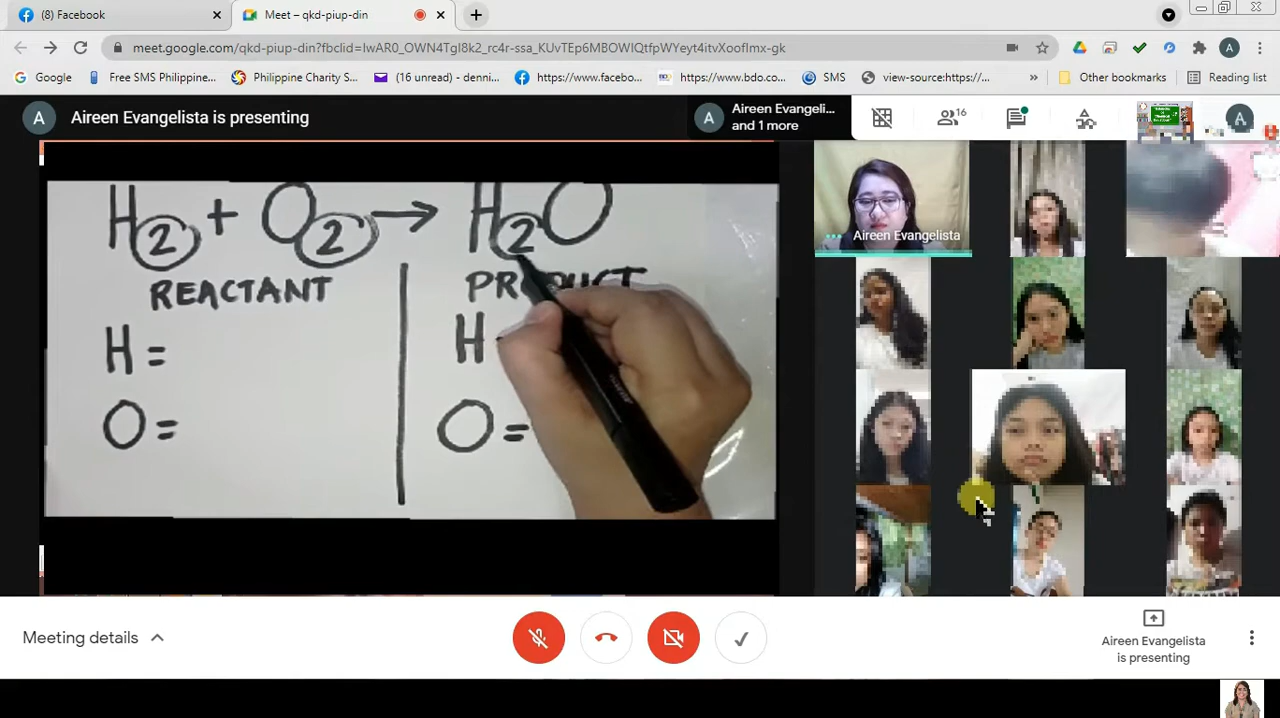 (8) Facebook
Meet – qkd-piup-din
meet.google.com/qkd-piup-din?fbclid=IwAR0_OWN4TgI8k2_rc4r-ssa_KUvTEp6MBOWIQtfpWYeyt4itvXoofImx-gk
A
Google
Free SMS Philippine...
Philippine Charity S...
(16 unread) - denni...
https://www.facebo...
https://www.bdo.co...
SMS
view-source:https://...
»
Other bookmarks
Reading list
A Aireen Evangelista is presenting
A Aireen Evangeli...
and 1 more
16
A
Aireen Evangelista
H2 + O2 → H2O
REACTANT PRODUCT
H = H
O = O =
Meeting details
Aireen Evangelista
is presenting